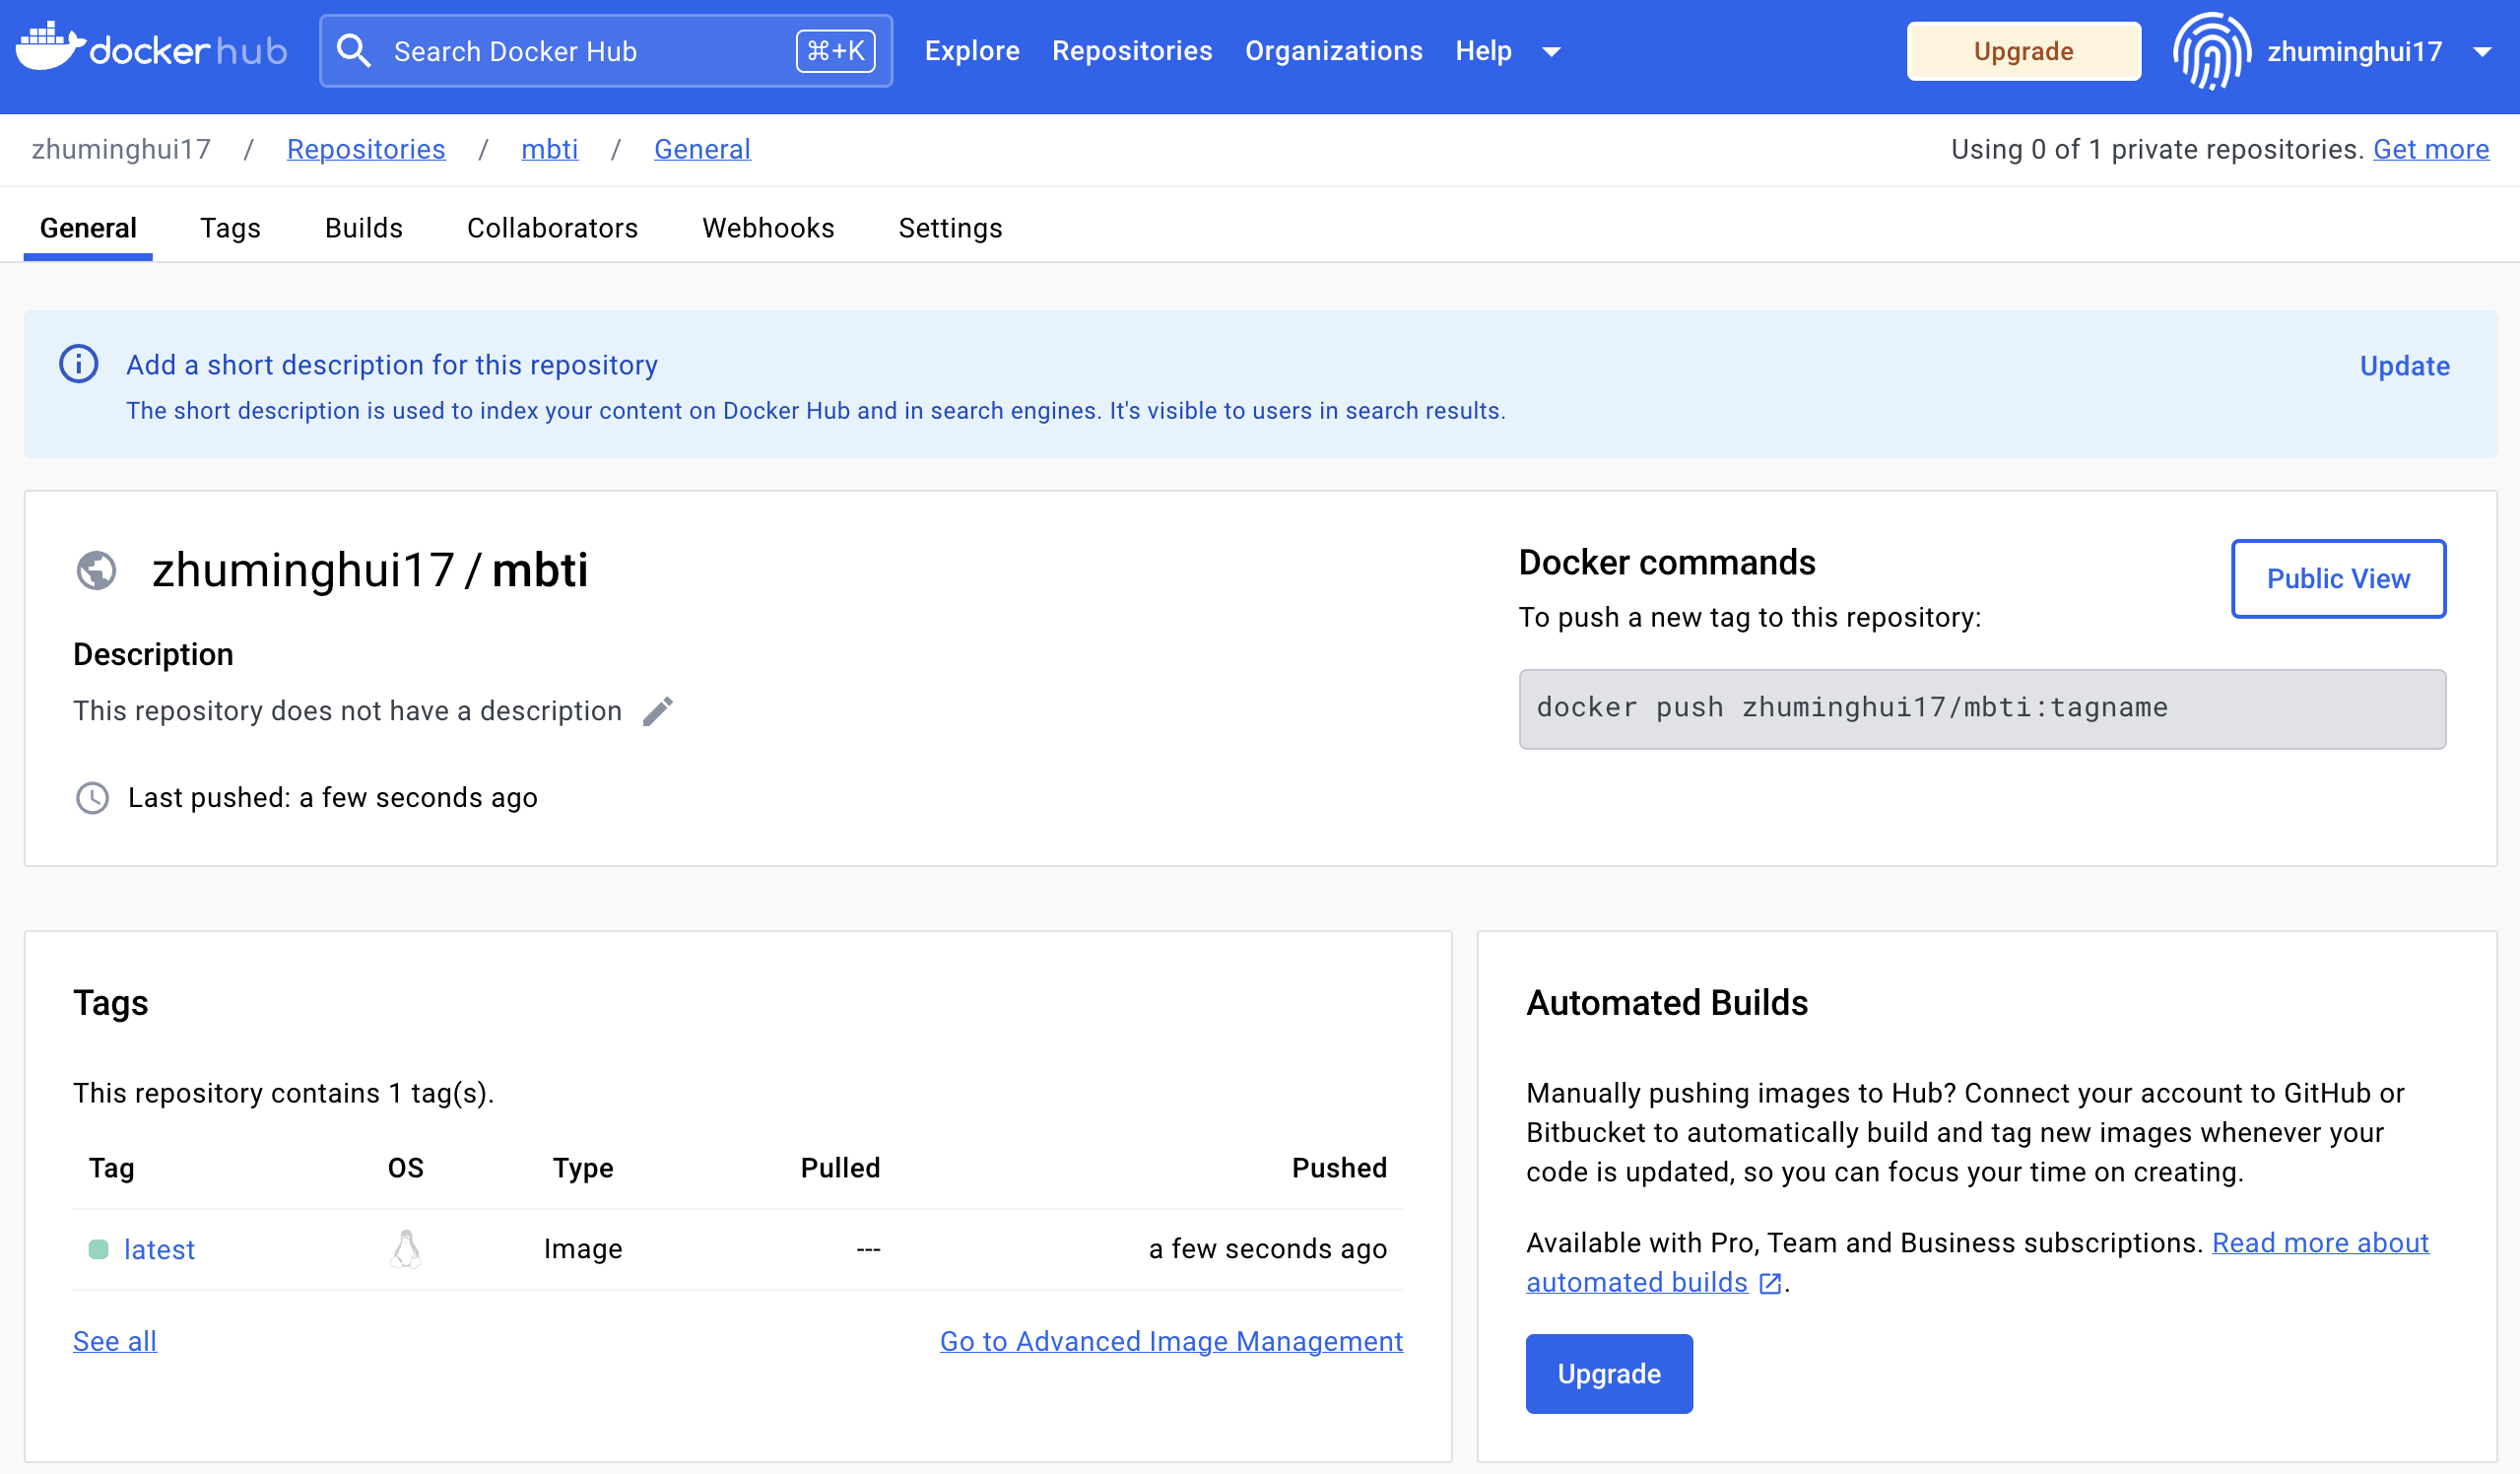 docker hub
Search Docker Hub
⌘+K
Explore
Repositories
Organizations
Help
Upgrade
zhuminghui17
zhuminghui17 / Repositories / mbti / General
Using 0 of 1 private repositories. Get more
General
Tags
Builds
Collaborators
Webhooks
Settings
Add a short description for this repository
Update
The short description is used to index your content on Docker Hub and in search engines. It's visible to users in search results.
zhuminghui17 / mbti
Description
This repository does not have a description
Last pushed: a few seconds ago
Docker commands
Public View
To push a new tag to this repository:
docker push zhuminghui17/mbti:tagname
Tags
This repository contains 1 tag(s).
Tag OS Type Pulled Pushed
latest Image --- a few seconds ago
See all
Go to Advanced Image Management
Automated Builds
Manually pushing images to Hub? Connect your account to GitHub or
Bitbucket to automatically build and tag new images whenever your
code is updated, so you can focus your time on creating.
Available with Pro, Team and Business subscriptions. Read more about
automated builds .
Upgrade